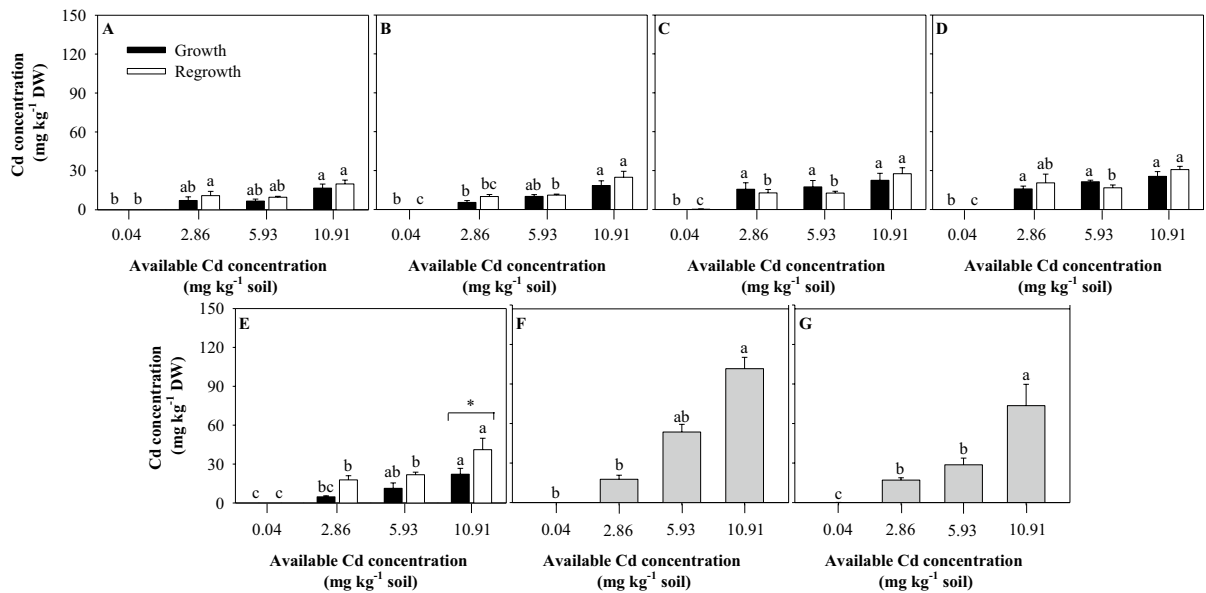 A
B
C
D
Growth
Regrowth
Cd concentration
(mg kg-1 DW)
150
120
90
60
30
0
b b ab a ab ab a a
b c b bc ab b a a
b c a b a b a a
b c a ab a b a a
0.04 2.86 5.93 10.91
0.04 2.86 5.93 10.91
0.04 2.86 5.93 10.91
0.04 2.86 5.93 10.91
Available Cd concentration
(mg kg-1 soil)
Available Cd concentration
(mg kg-1 soil)
Available Cd concentration
(mg kg-1 soil)
Available Cd concentration
(mg kg-1 soil)
E
F
G
Cd concentration
(mg kg-1 DW)
150
120
90
60
30
0
*
c c bc b ab b a a
b b ab a
c b b a
0.04 2.86 5.93 10.91
0.04 2.86 5.93 10.91
0.04 2.86 5.93 10.91
Available Cd concentration
(mg kg-1 soil)
Available Cd concentration
(mg kg-1 soil)
Available Cd concentration
(mg kg-1 soil)